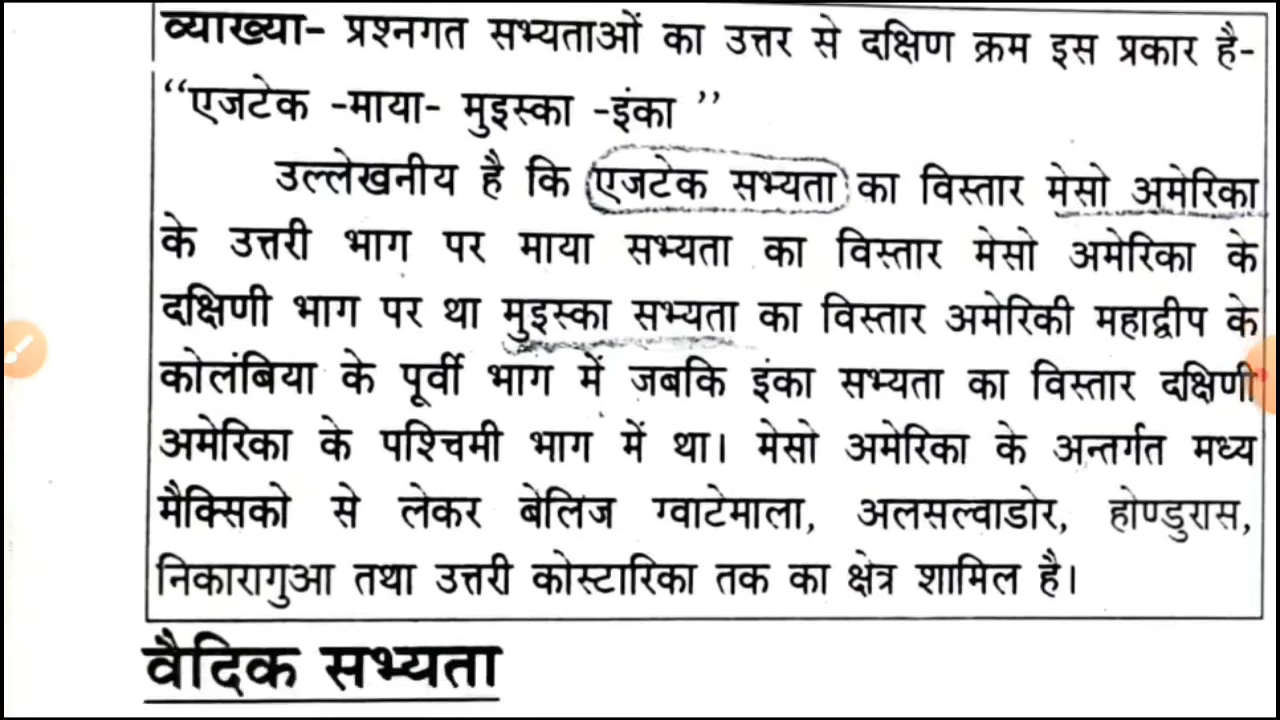 व्याख्या- प्रश्नगत सभ्यताओं का उत्तर से दक्षिण क्रम इस प्रकार है-
‘‘एजटेक -माया- मुइस्का -इंका ’’
उल्लेखनीय है कि एजटेक सभ्यता का विस्तार मेसो अमेरिका
के उत्तरी भाग पर माया सभ्यता का विस्तार मेसो अमेरिका के
दक्षिणी भाग पर था मुइस्का सभ्यता का विस्तार अमेरिकी महाद्वीप के
कोलंबिया के पूर्वी भाग में जबकि इंका सभ्यता का विस्तार दक्षिणी
अमेरिका के पश्चिमी भाग में था। मेसो अमेरिका के अन्तर्गत मध्य
मैक्सिको से लेकर बेलिज ग्वाटेमाला, अलसल्वाडोर, होण्डुरास,
निकारागुआ तथा उत्तरी कोस्टारिका तक का क्षेत्र शामिल है।
वैदिक सभ्यता